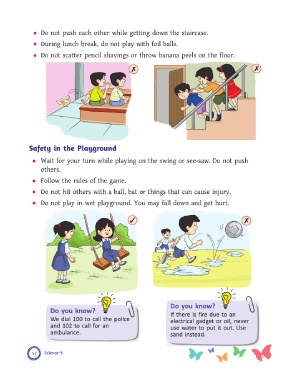 • Do not push each other while getting down the staircase.
• During lunch break, do not play with foil balls.
• Do not scatter pencil shavings or throw banana peels on the floor.
Safety in the Playground
• Wait for your turn while playing on the swing or see-saw. Do not push
others.
• Follow the rules of the game.
• Do not hit others with a ball, bat or things that can cause injury.
• Do not play in wet playground. You may fall down and get hurt.
Do you know?
We dial 100 to call the police
and 102 to call for an
ambulance.
Do you know?
If there is fire due to an
electrical gadget or oil, never
use water to put it out. Use
sand instead.
Science-3